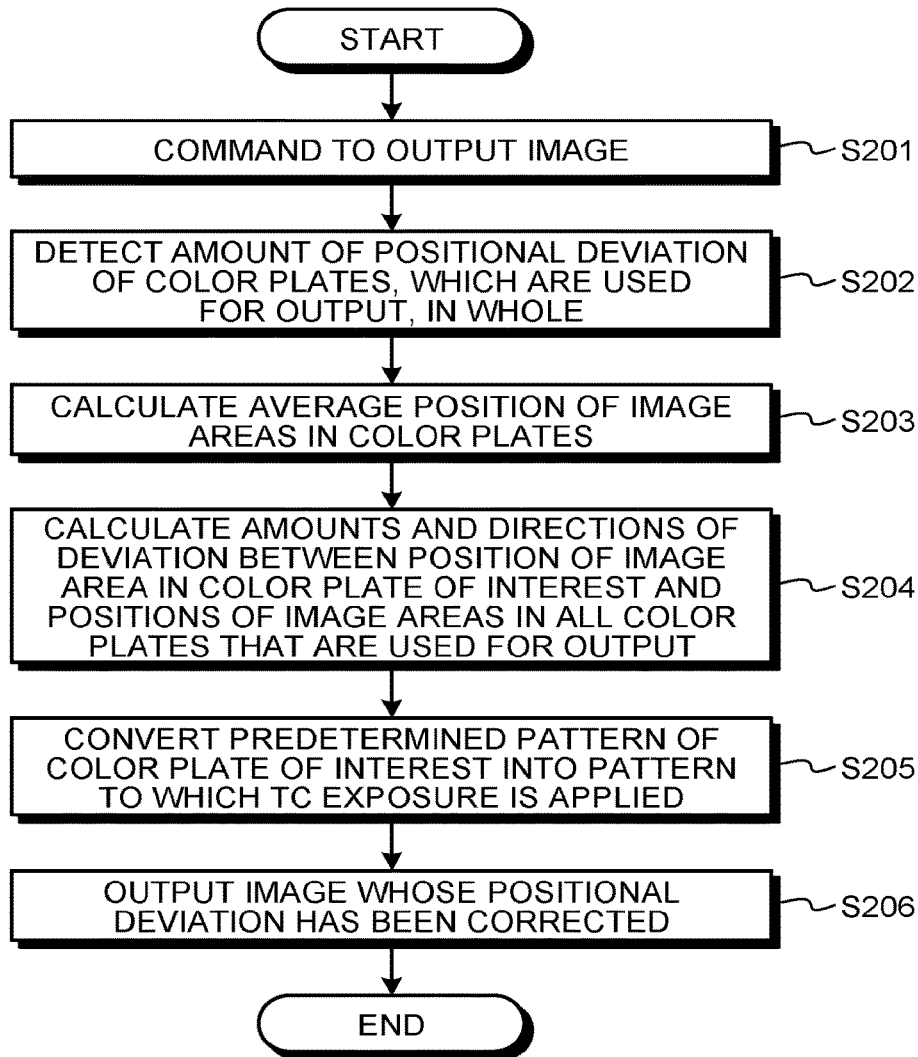 START
COMMAND TO OUTPUT IMAGE
S201
DETECT AMOUNT OF POSITIONAL DEVIATION
OF COLOR PLATES, WHICH ARE USED
FOR OUTPUT, IN WHOLE
S202
CALCULATE AVERAGE POSITION OF IMAGE
AREAS IN COLOR PLATES
S203
CALCULATE AMOUNTS AND DIRECTIONS OF
DEVIATION BETWEEN POSITION OF IMAGE
AREA IN COLOR PLATE OF INTEREST AND
POSITIONS OF IMAGE AREAS IN ALL COLOR
PLATES THAT ARE USED FOR OUTPUT
S204
CONVERT PREDETERMINED PATTERN OF
COLOR PLATE OF INTEREST INTO PATTERN
TO WHICH TC EXPOSURE IS APPLIED
S205
OUTPUT IMAGE WHOSE POSITIONAL
DEVIATION HAS BEEN CORRECTED
S206
END